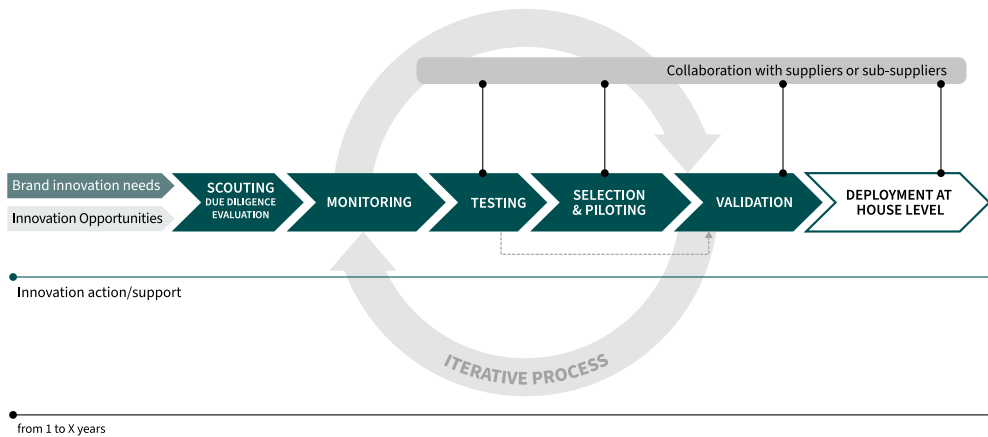 Collaboration with suppliers or sub-suppliers
Brand innovation needs
Innovation Opportunities
SCOUTING
DUE DILIGENCE
EVALUATION
MONITORING
TESTING
SELECTION
& PILOTING
VALIDATION
DEPLOYMENT AT
HOUSE LEVEL
Innovation action/support
ITERATIVE PROCESS
from 1 to X years